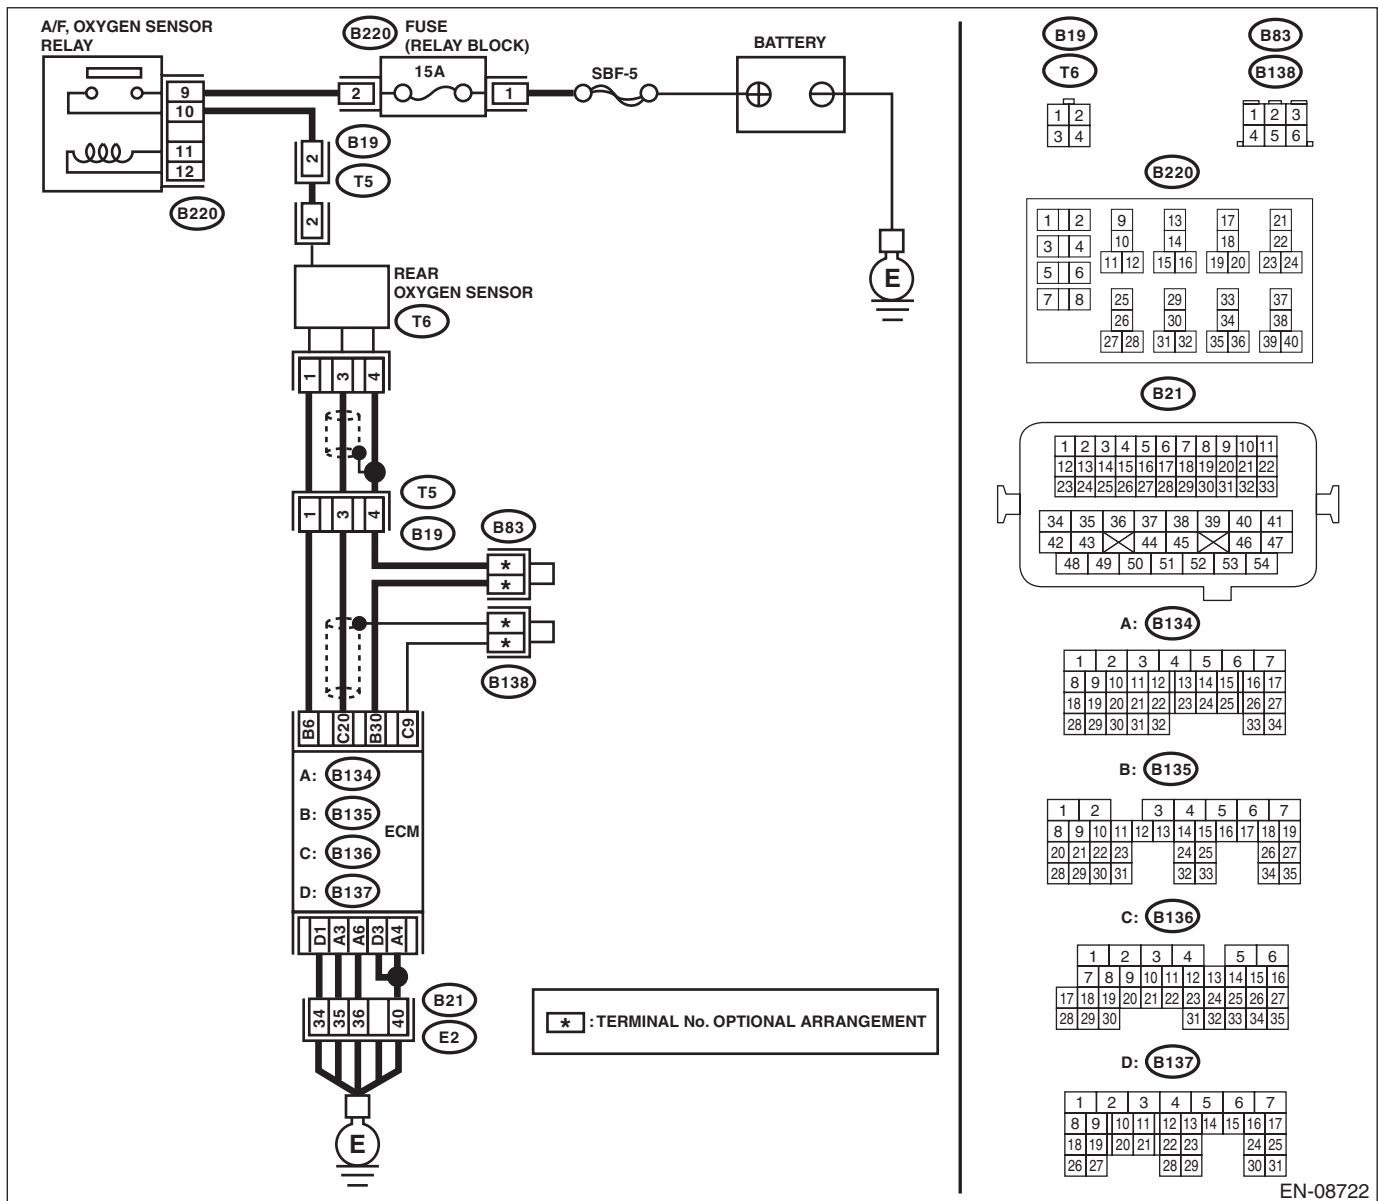 A/F, OXYGEN SENSOR
RELAY
B220
FUSE
(RELAY BLOCK)
BATTERY
15A
SBF-5
9
10
11
12
2
1
B220
2
B19
T5
2
REAR
OXYGEN SENSOR
T6
E
1 3 4
T5
B19
1 3 4
B83
*
*
*
*
B138
B6 C20 B30 C9
A: B134
B: B135
C: B136
D: B137
ECM
D1 A3 A6 D3 A4
34 35 36 40
B21
E2
E
* : TERMINAL No. OPTIONAL ARRANGEMENT
B19
T6
1 2
3 4
B83
B138
1 2 3
4 5 6
B220
1 2 9 13 17 21
3 4 10 14 18 22
5 6 11 12 15 16 19 20 23 24
7 8 25 29 33 37
26 30 34 38
27 28 31 32 35 36 39 40
B21
1 2 3 4 5 6 7 8 9 10 11
12 13 14 15 16 17 18 19 20 21 22
23 24 25 26 27 28 29 30 31 32 33
34 35 36 37 38 39 40 41
42 43 44 45 46 47
48 49 50 51 52 53 54
A: B134
1 2 3 4 5 6 7
8 9 10 11 12 13 14 15 16 17
18 19 20 21 22 23 24 25 26 27
28 29 30 31 32 33 34
B: B135
1 2 3 4 5 6 7
8 9 10 11 12 13 14 15 16 17 18 19
20 21 22 23 24 25 26 27
28 29 30 31 32 33 34 35
C: B136
1 2 3 4 5 6
7 8 9 10 11 12 13 14 15 16
17 18 19 20 21 22 23 24 25 26 27
28 29 30 31 32 33 34 35
D: B137
1 2 3 4 5 6 7
8 9 10 11 12 13 14 15 16 17
18 19 20 21 22 23 24 25
26 27 28 29 30 31
EN-08722